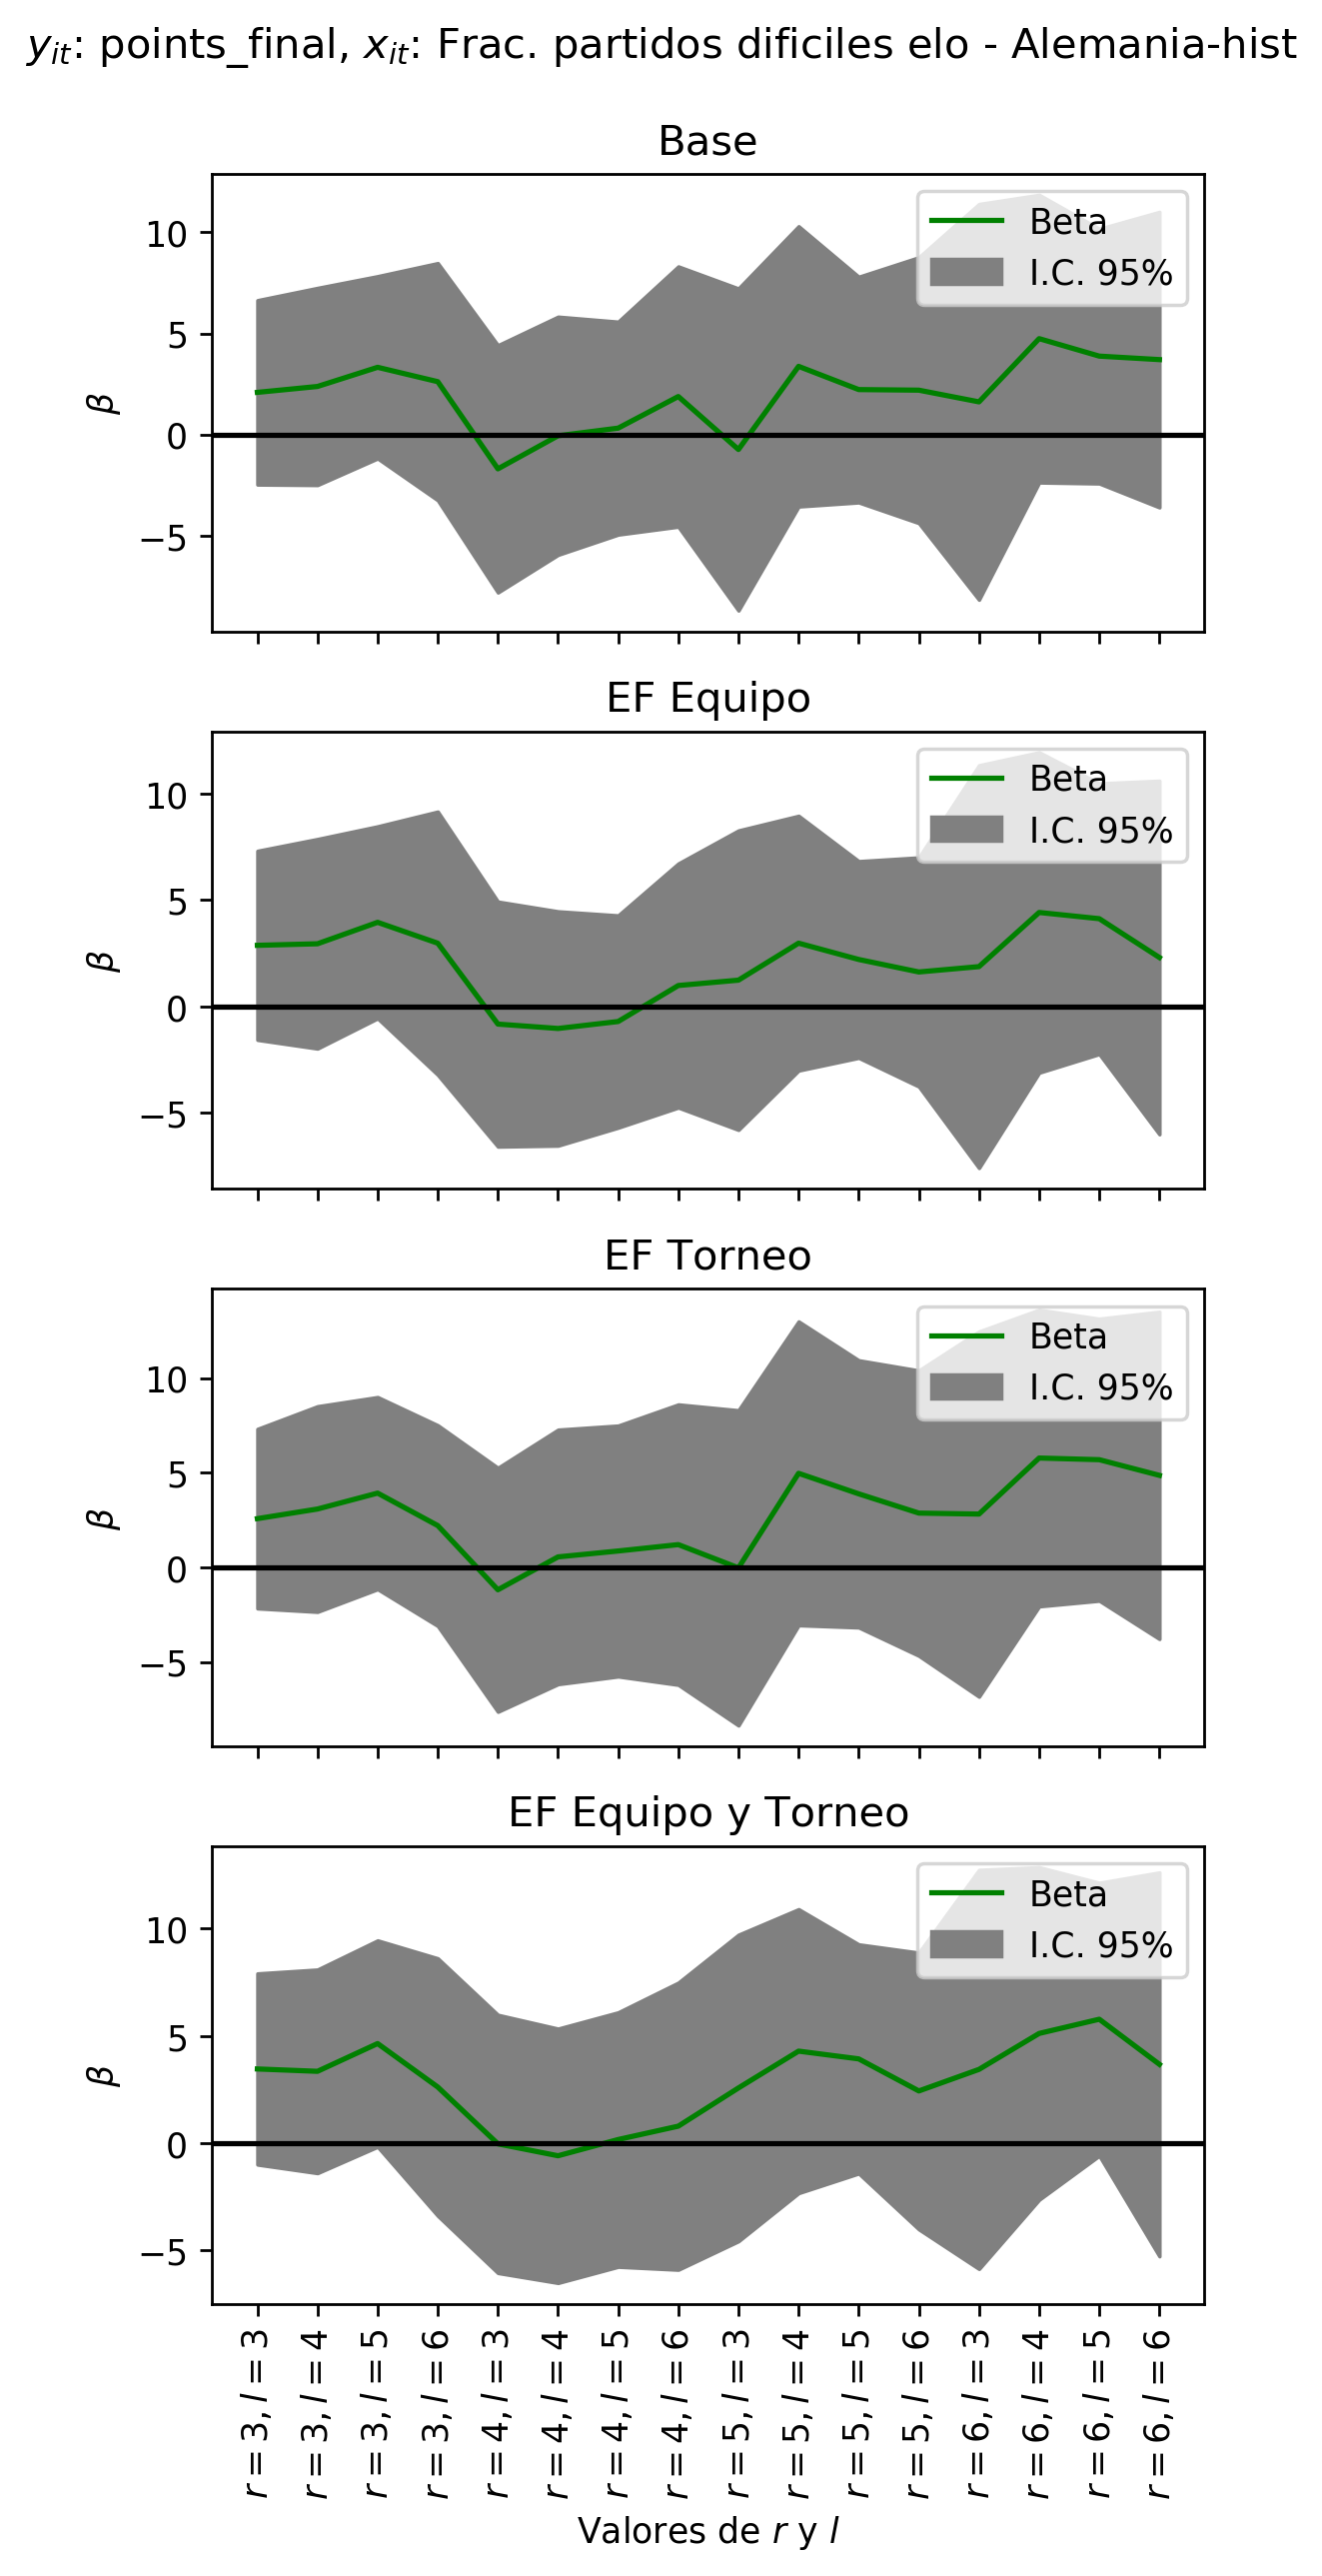 y_it: points_final, x_it: Frac. partidos dificiles elo - Alemania-hist
Base
10
5
0
−5
β
Beta
I.C. 95%
EF Equipo
10
5
0
−5
β
Beta
I.C. 95%
EF Torneo
10
5
0
−5
β
Beta
I.C. 95%
EF Equipo y Torneo
10
5
0
−5
β
Beta
I.C. 95%
r = 3, l = 3
r = 3, l = 4
r = 3, l = 5
r = 3, l = 6
r = 4, l = 3
r = 4, l = 4
r = 4, l = 5
r = 4, l = 6
r = 5, l = 3
r = 5, l = 4
r = 5, l = 5
r = 5, l = 6
r = 6, l = 3
r = 6, l = 4
r = 6, l = 5
r = 6, l = 6
Valores de r y l